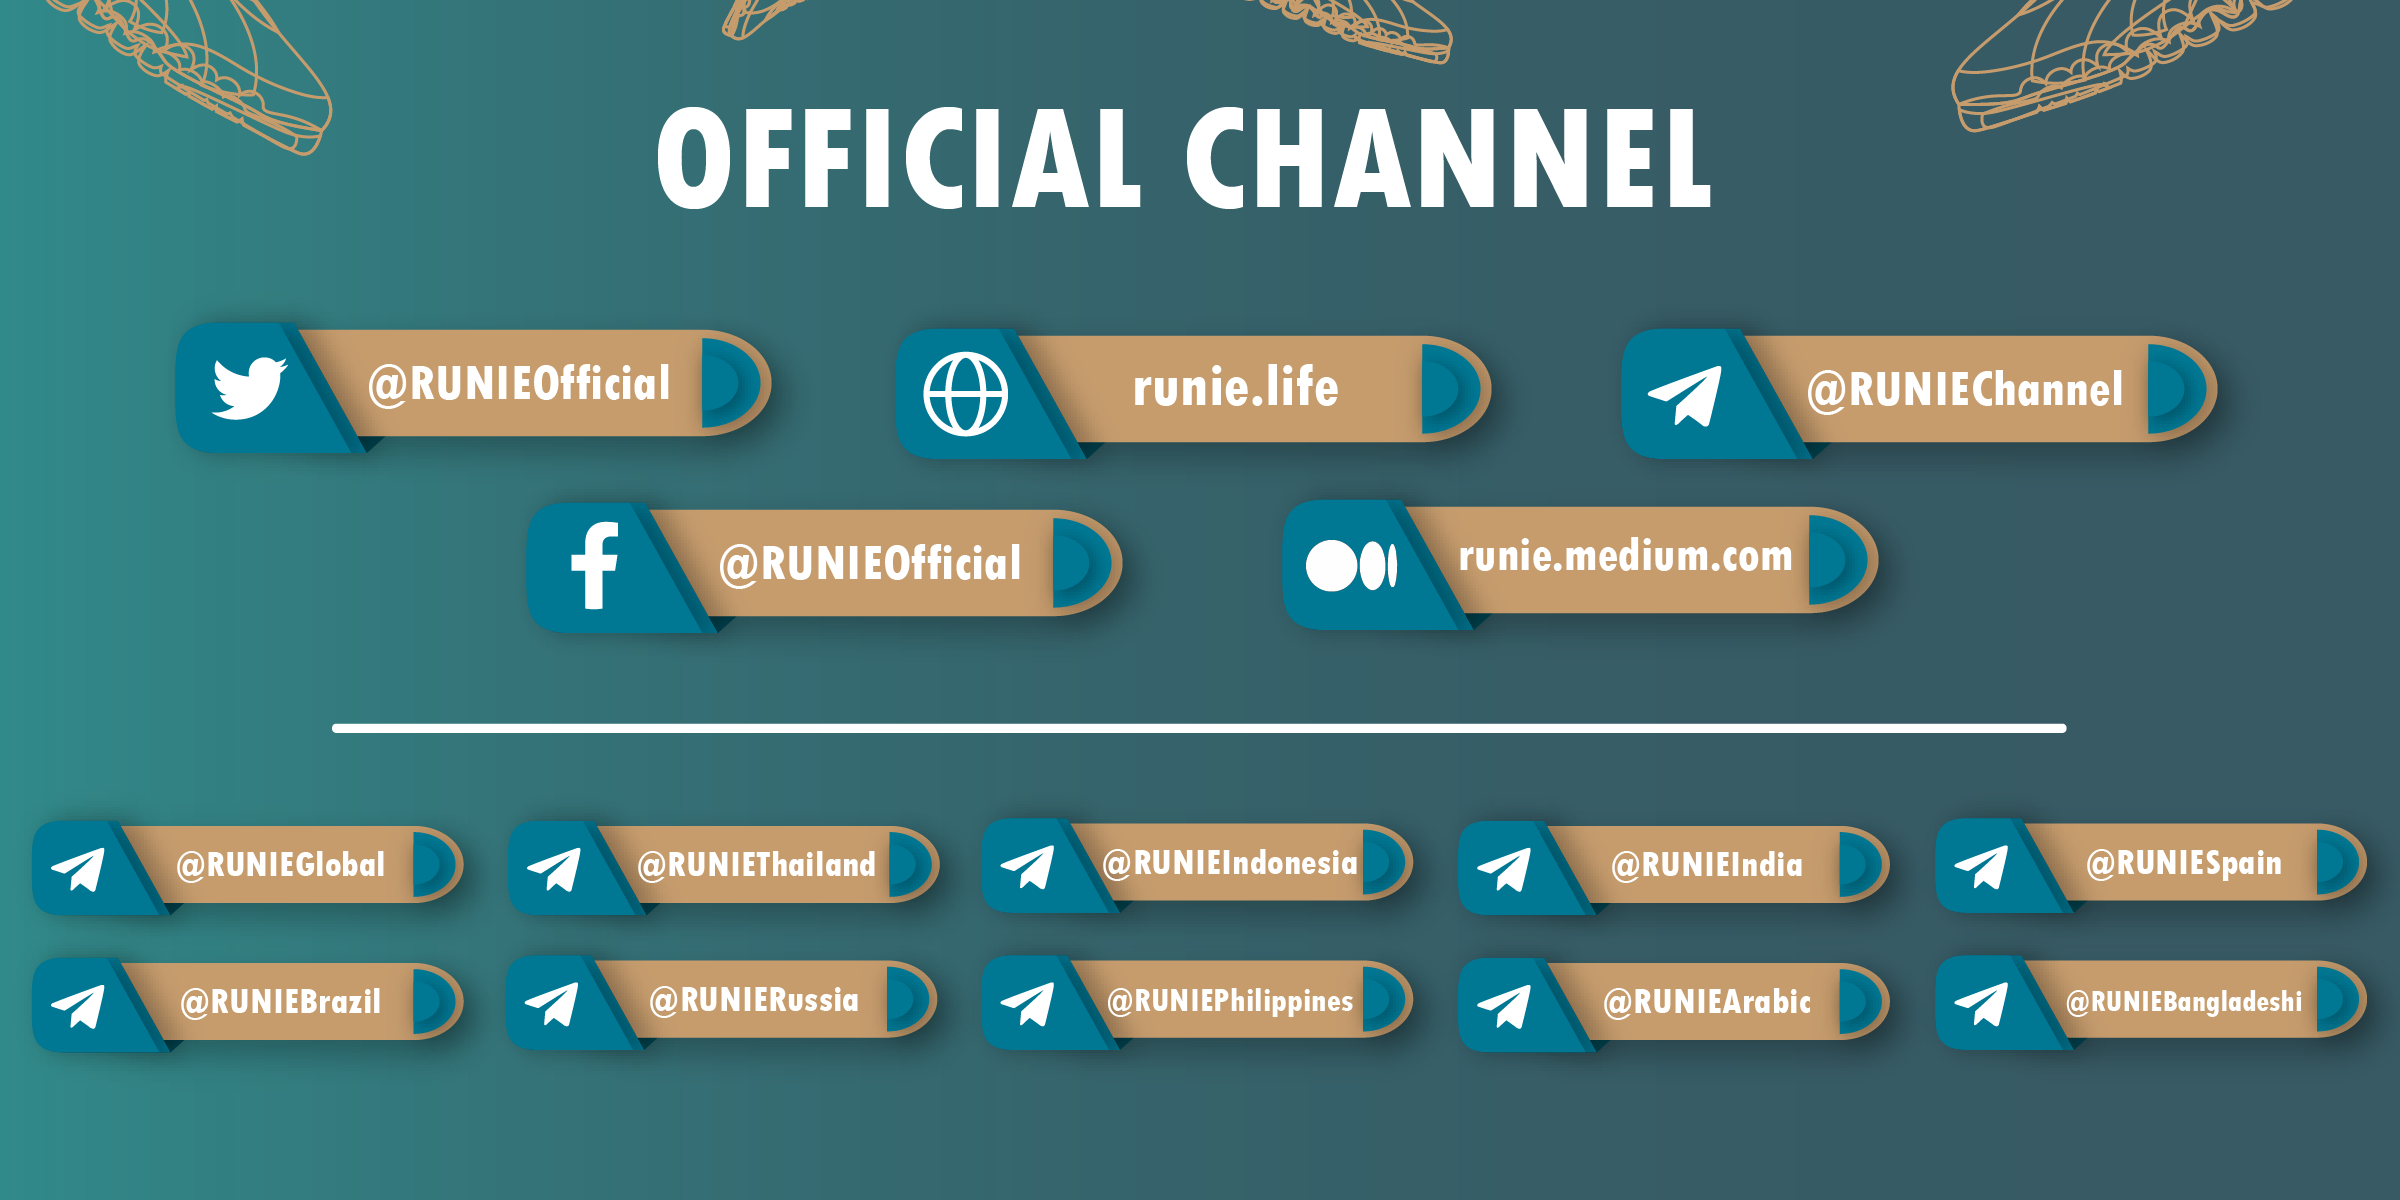 OFFICIAL CHANNEL
@RUNIEOfficial
runie.life
@RUNIEChannel
@RUNIEOfficial
runie.medium.com
@RUNIEGlobal
@RUNIEThailand
@RUNIEIndonesia
@RUNIEIndia
@RUNIESpain
@RUNIEBrazil
@RUNIERussia
@RUNIEPhilippines
@RUNIEArabic
@RUNIEBangladeshi